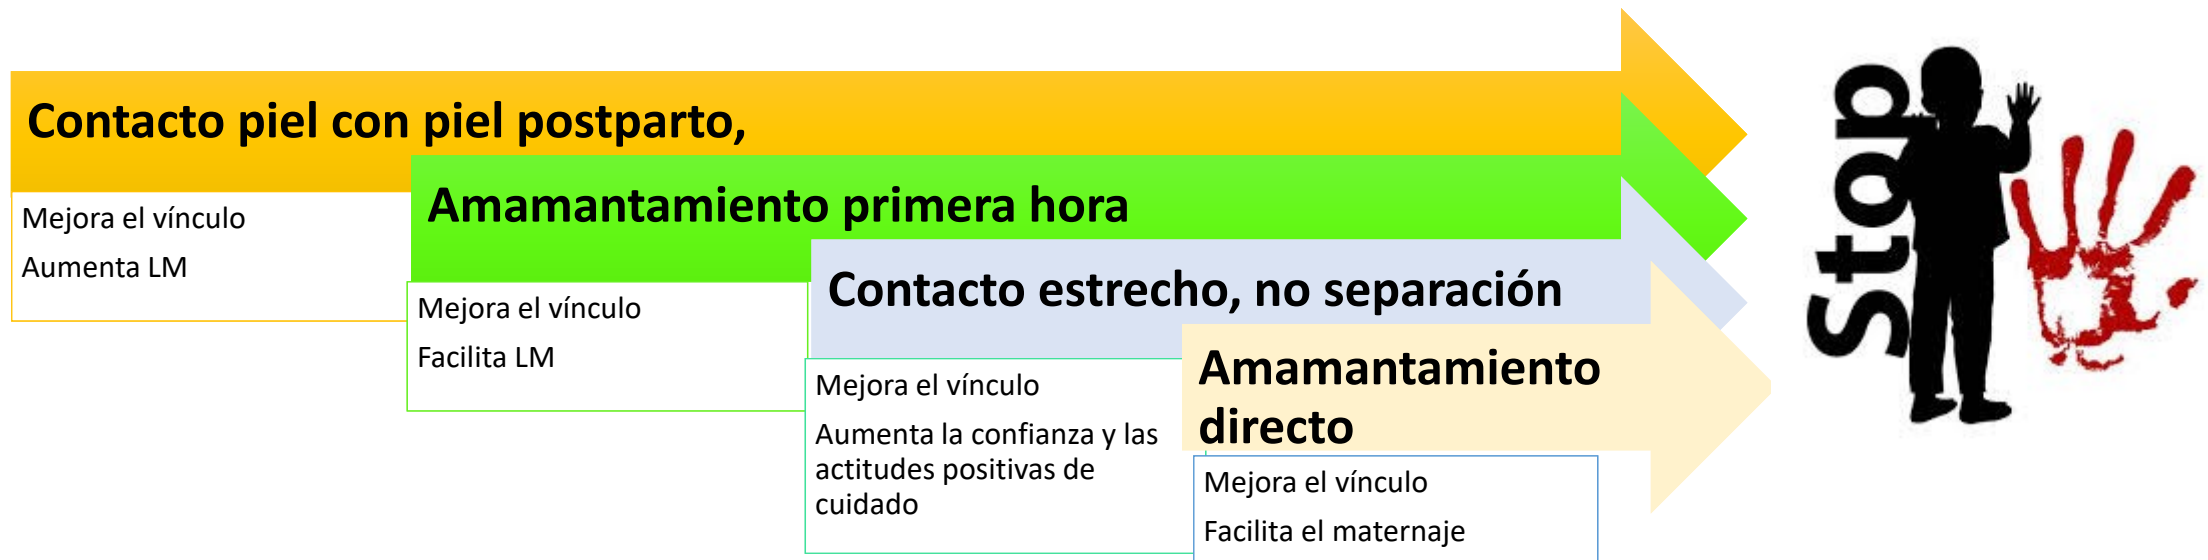 Contacto piel con piel postparto,
Mejora el vínculo
Aumenta LM
Amamantamiento primera hora
Mejora el vínculo
Facilita LM
Contacto estrecho, no separación
Mejora el vínculo
Aumenta la confianza y las
actitudes positivas de
cuidado
Amamantamiento
directo
Mejora el vínculo
Facilita el maternaje
Stop